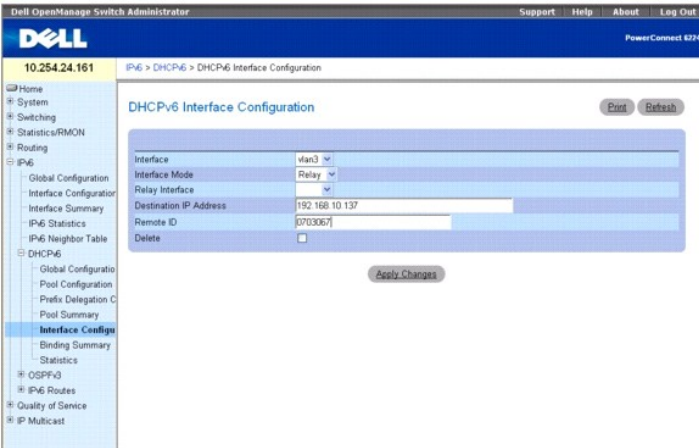 Dell OpenManage Switch Administrator
Support Help About Log Out
DELL
PowerConnect 6224
10.254.24.161
IPv6 > DHCPv6 > DHCPv6 Interface Configuration
Home
System
Switching
Statistics/RMON
Routing
IPv6
Global Configuration
Interface Configuration
Interface Summary
IPv6 Statistics
IPv6 Neighbor Table
DHCPv6
Global Configuratio
Pool Configuration
Prefix Delegation C
Pool Summary
Interface Configu
Binding Summary
Statistics
OSPFv3
IPv6 Routes
Quality of Service
IP Multicast
DHCPv6 Interface Configuration
Print Refresh
Interface vlan3
Interface Mode Relay
Relay Interface
Destination IP Address 192.168.10.137
Remote ID 0703067
Delete
Apply Changes